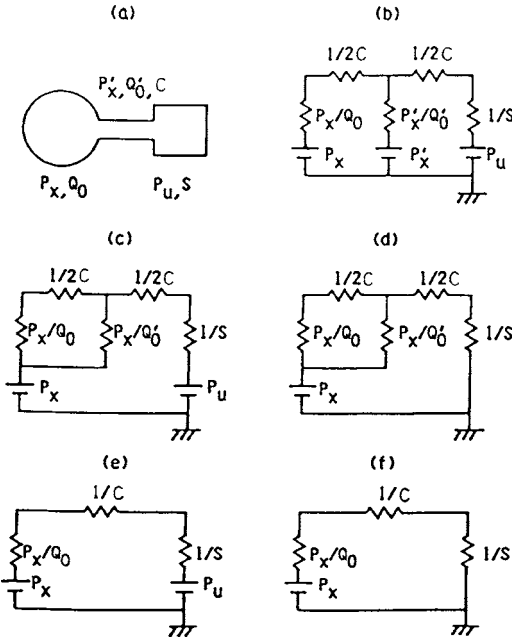 (a)
P'x, Q'0, C
Px, Q0
Pu, S
(b)
1/2C
1/2C
Px/Q0
P'x/Q'0
1/S
Px
P'x
Pu
(c)
1/2C
1/2C
Px/Q0
Px/Q'0
1/S
Px
Pu
(d)
1/2C
1/2C
Px/Q0
Px/Q'0
1/S
Px
(e)
1/C
Px/Q0
1/S
Px
Pu
(f)
1/C
Px/Q0
1/S
Px